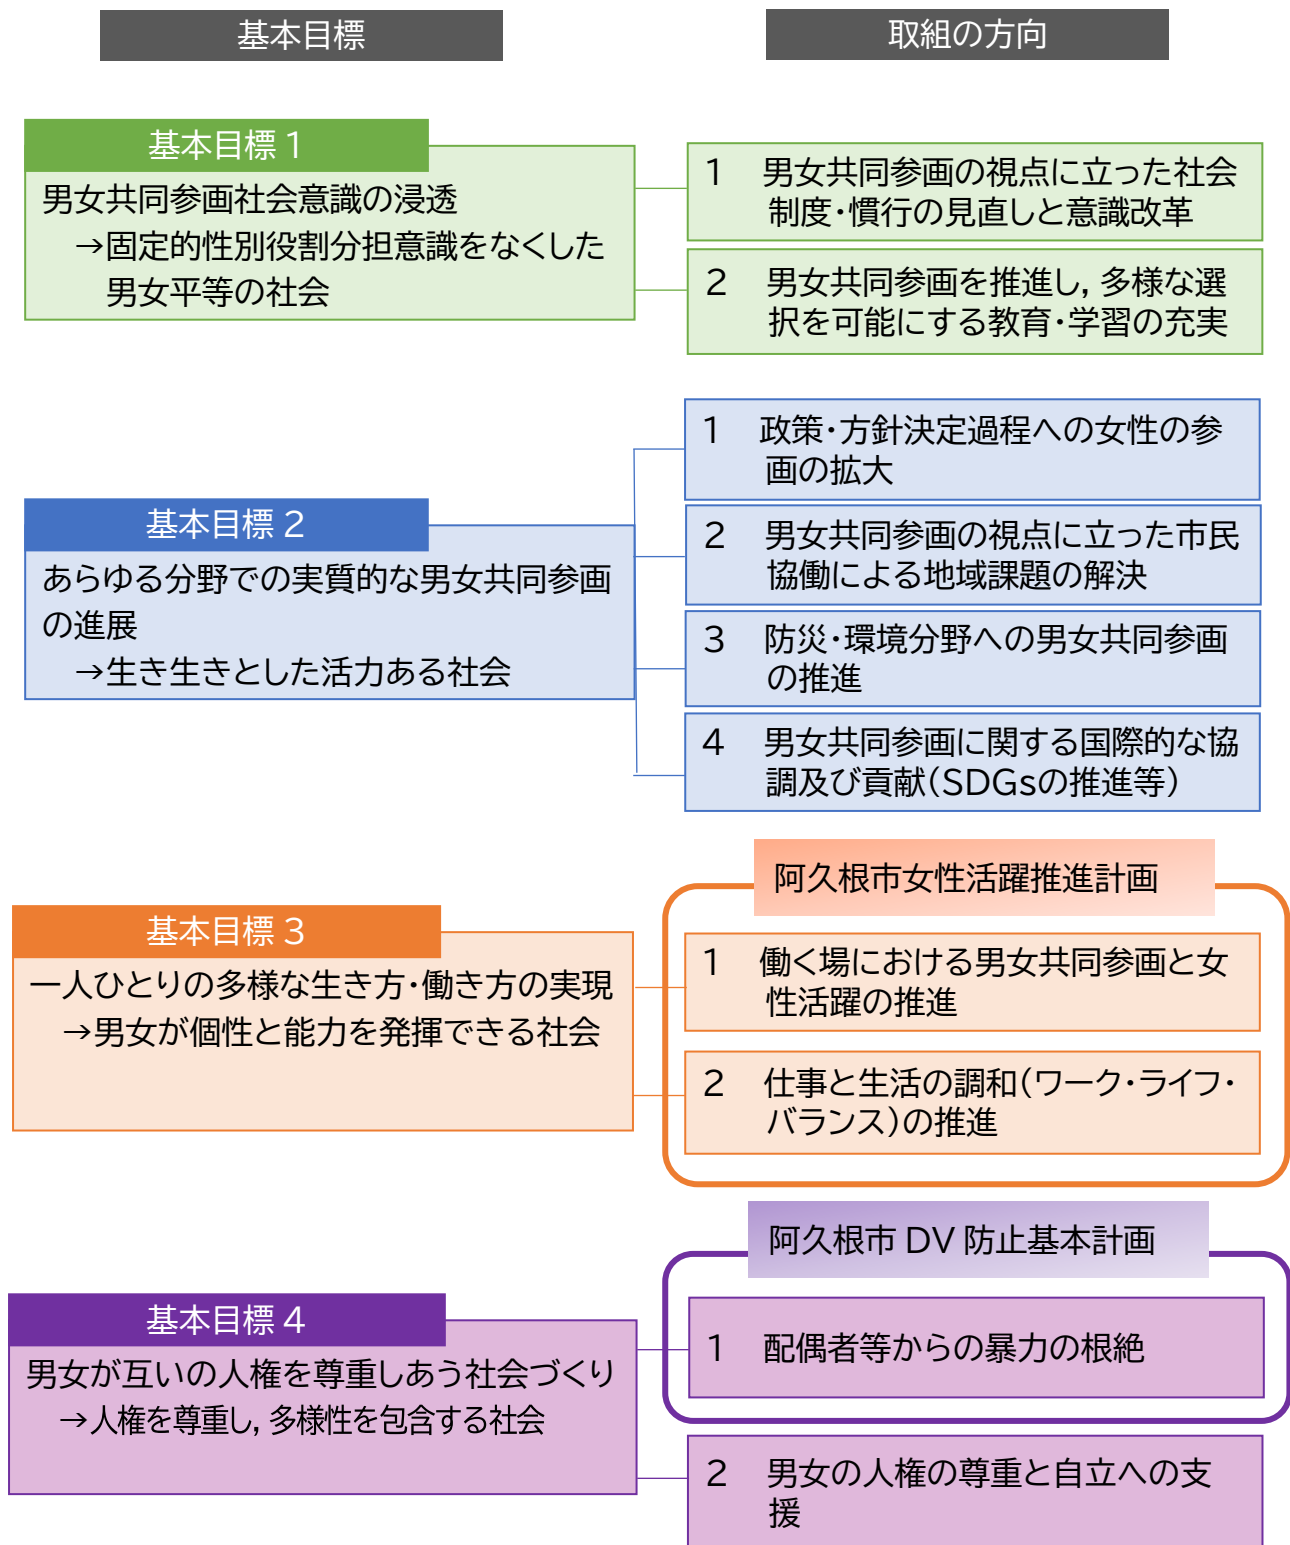 基本目標
取組の方向
基本目標1
男女共同参画社会意識の浸透
→固定的性別役割分担意識をなくした
男女平等の社会
1 男女共同参画の視点に立った社会
制度・慣行の見直しと意識改革
2 男女共同参画を推進し，多様な選
択を可能にする教育・学習の充実
基本目標2
あらゆる分野での実質的な男女共同参画
の進展
→生き生きとした活力ある社会
1 政策・方針決定過程への女性の参
画の拡大
2 男女共同参画の視点に立った市民
協働による地域課題の解決
3 防災・環境分野への男女共同参画
の推進
4 男女共同参画に関する国際的な協
調及び貢献（SDGsの推進等）
基本目標3
一人ひとりの多様な生き方・働き方の実現
→男女が個性と能力を発揮できる社会
阿久根市女性活躍推進計画
1 働く場における男女共同参画と女
性活躍の推進
2 仕事と生活の調和（ワーク・ライフ・
バランス）の推進
基本目標4
男女が互いの人権を尊重しあう社会づくり
→人権を尊重し，多様性を包含する社会
阿久根市 DV 防止基本計画
1 配偶者等からの暴力の根絶
2 男女の人権の尊重と自立への支
援